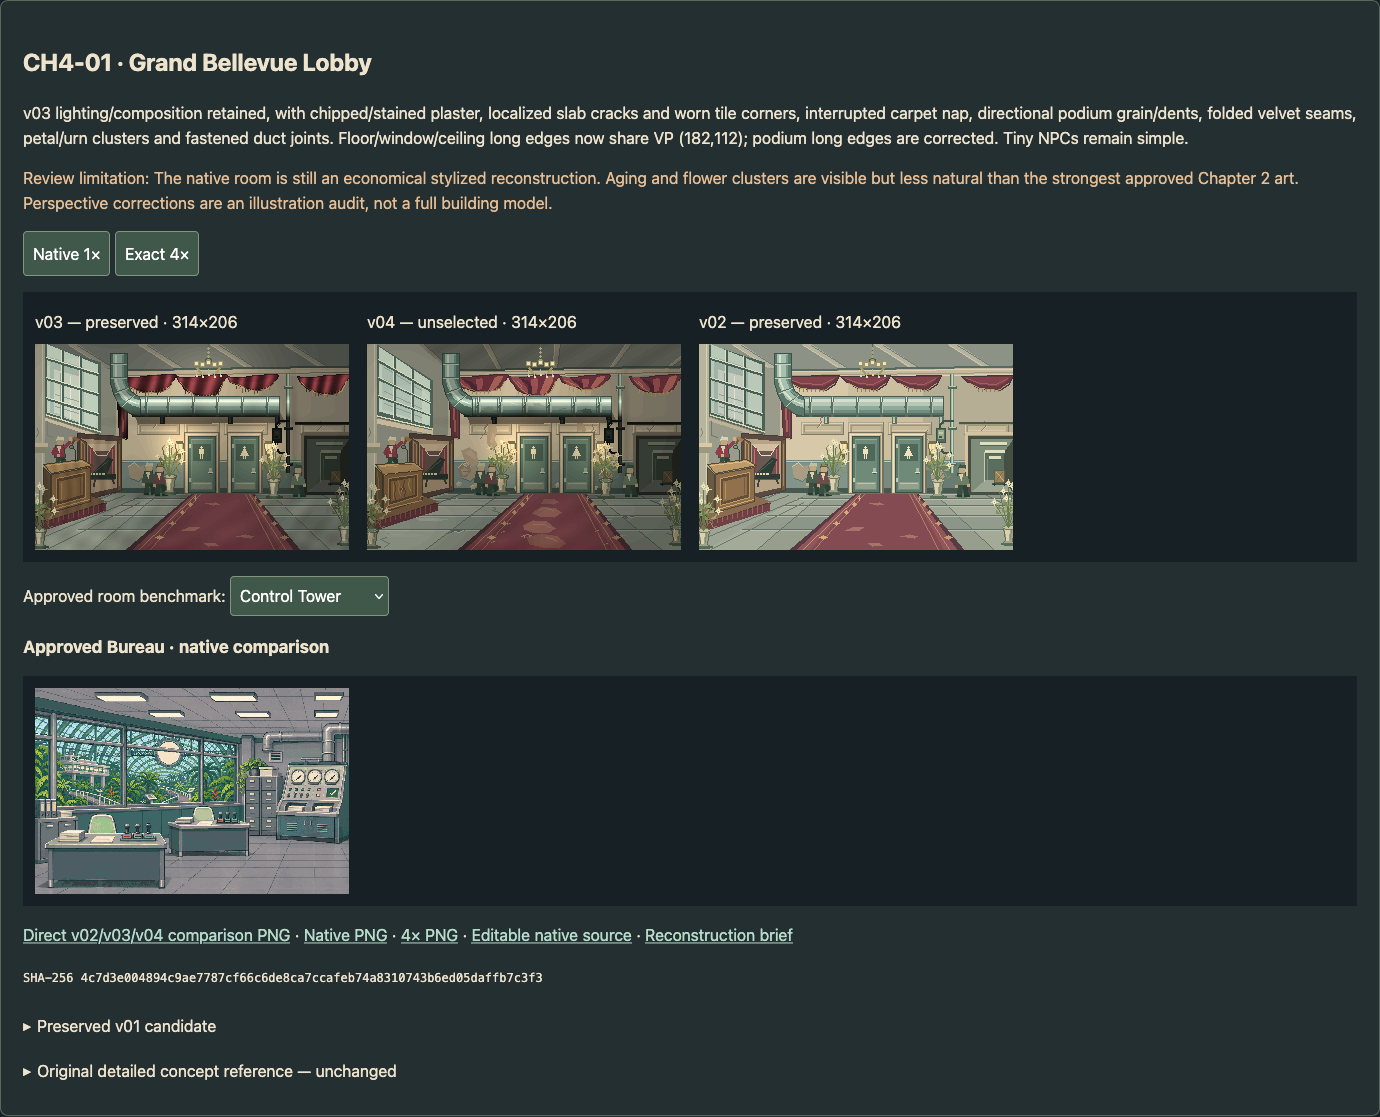 CH4-01 · Grand Bellevue Lobby
v03 lighting/composition retained, with chipped/stained plaster, localized slab cracks and worn tile corners, interrupted carpet nap, directional podium grain/dents, folded velvet seams,
petal/urn clusters and fastened duct joints. Floor/window/ceiling long edges now share VP (182,112); podium long edges are corrected. Tiny NPCs remain simple.
Review limitation: The native room is still an economical stylized reconstruction. Aging and flower clusters are visible but less natural than the strongest approved Chapter 2 art.
Perspective corrections are an illustration audit, not a full building model.
Native 1× Exact 4×
v03 — preserved · 314×206 v04 — unselected · 314×206 v02 — preserved · 314×206
Approved room benchmark: Control Tower
Approved Bureau · native comparison
Direct v02/v03/v04 comparison PNG · Native PNG · 4× PNG · Editable native source · Reconstruction brief
SHA-256 4c7d3e004894c9ae7787cf66c6de8ca7ccafeb74a8310743b6ed05daffb7c3f3
▸ Preserved v01 candidate
▸ Original detailed concept reference — unchanged